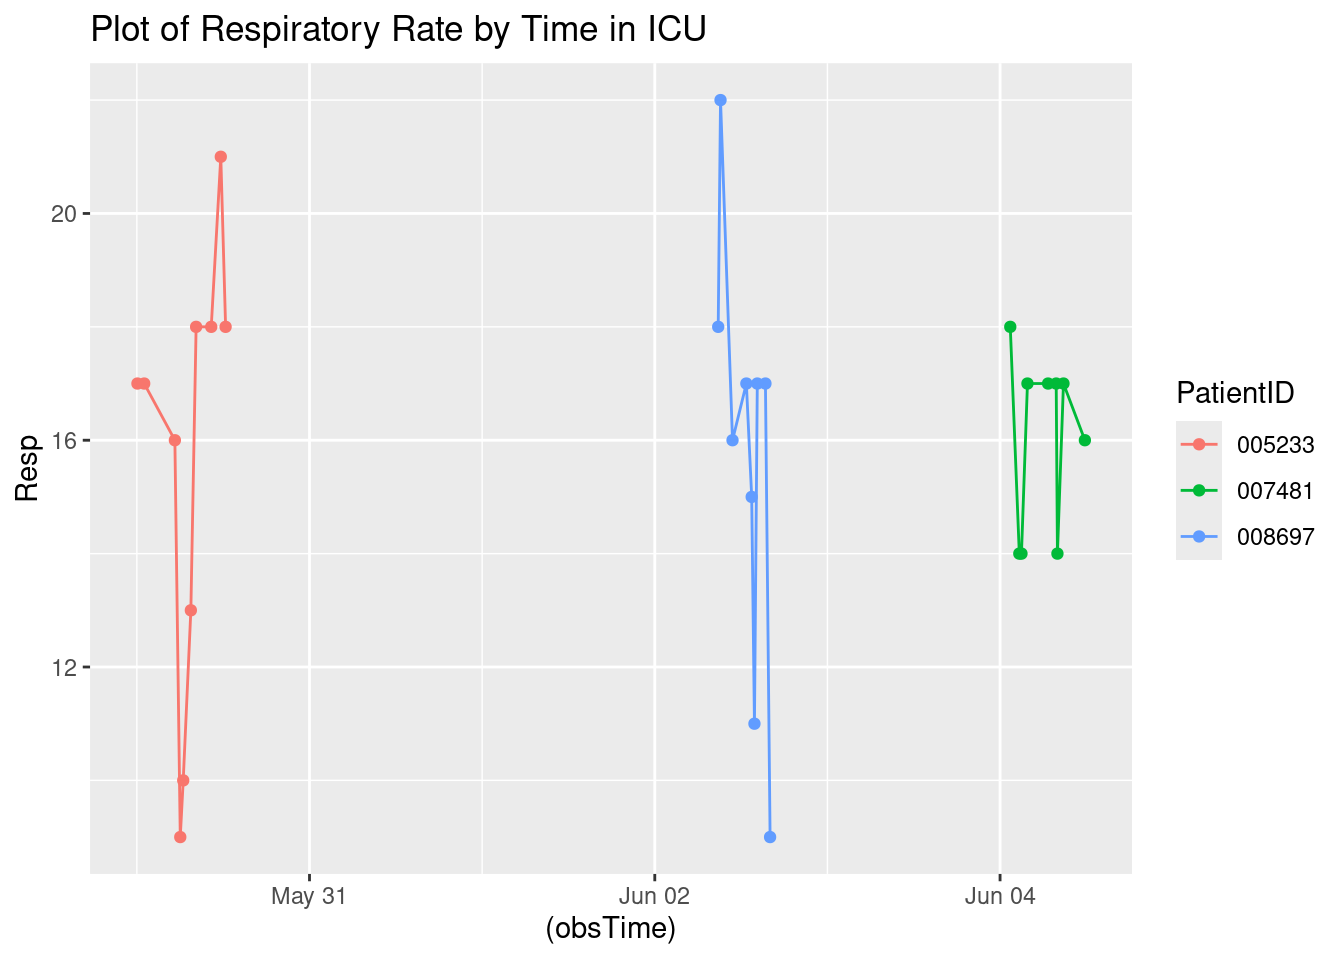 Plot of Respiratory Rate by Time in ICU
20
16
12
Resp
May 31
Jun 02
Jun 04
(obsTime)
PatientID
005233
007481
008697